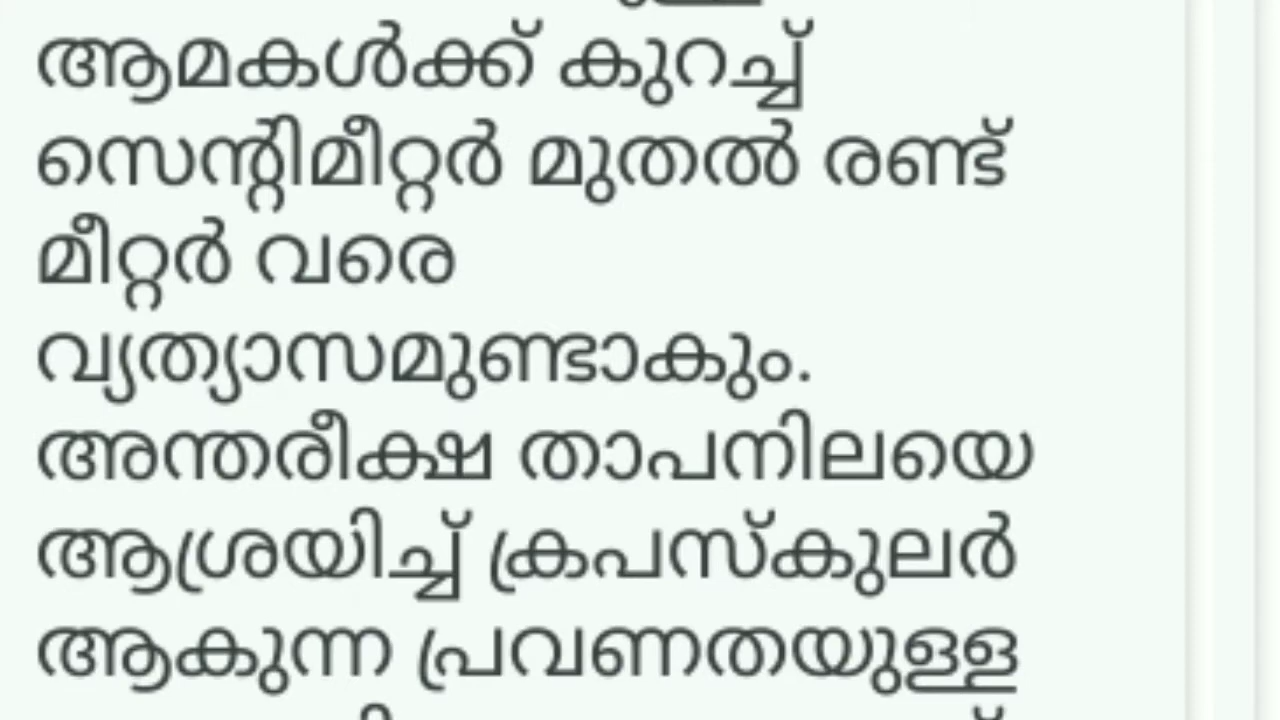 ആമകൾക്ക് കുറച്ച്
സെന്റിമീറ്റർ മുതൽ രണ്ട്
മീറ്റർ വരെ
വ്യത്യാസമുണ്ടാകും.
അന്തരീക്ഷ താപനിലയെ
ആശ്രയിച്ച് ക്രപസ്കുലർ
ആകുന്ന പ്രവണതയുള്ള